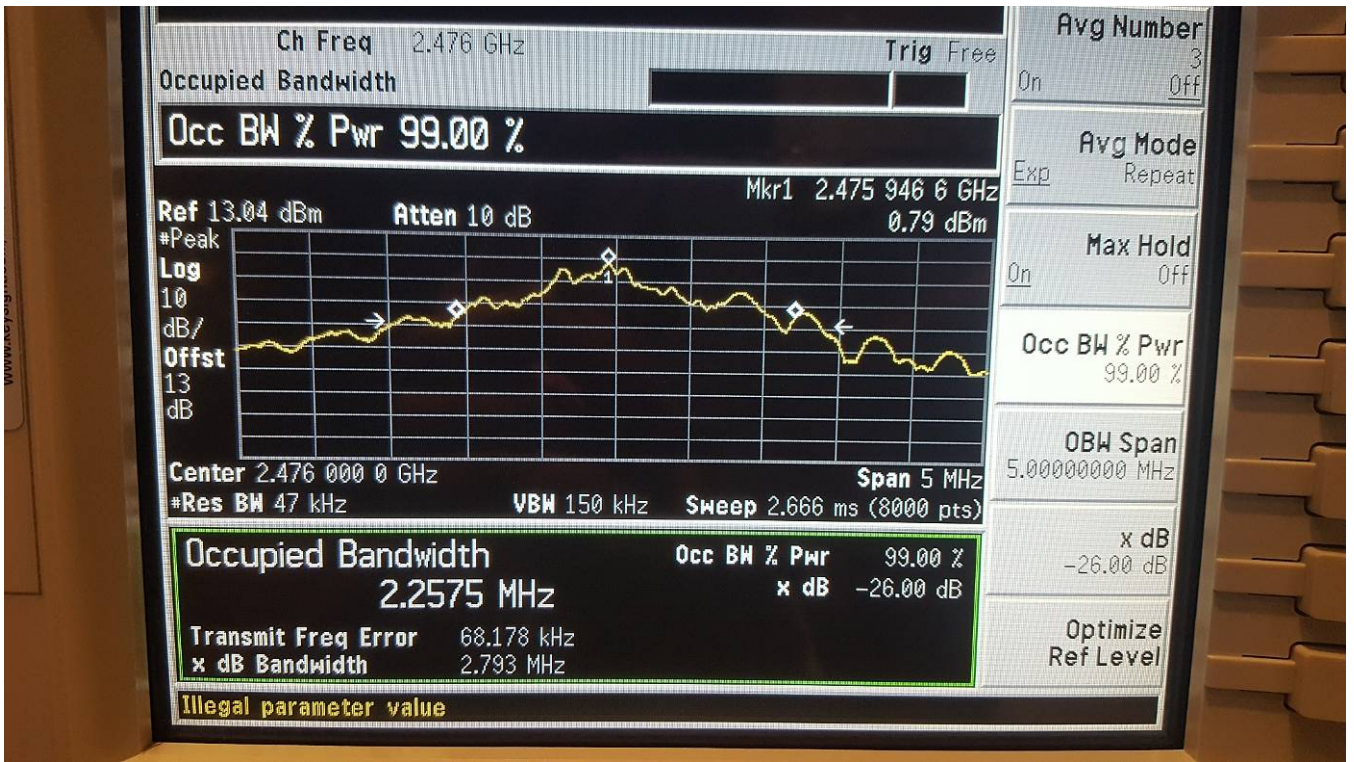 Ch Freq 2.476 GHz Trig Free
Occupied Bandwidth
Occ BW % Pwr 99.00 %
Mkr1 2.475 946 6 GHz
Ref 13.04 dBm Atten 10 dB 0.79 dBm
#Peak
Log
10
dB/
Offst
13
dB
1
Center 2.476 000 0 GHz Span 5 MHz
#Res BW 47 kHz VBW 150 kHz Sweep 2.666 ms (8000 pts)
Occupied Bandwidth Occ BW % Pwr 99.00 %
2.2575 MHz x dB -26.00 dB
Transmit Freq Error 68.178 kHz
x dB Bandwidth 2.793 MHz
Illegal parameter value
Avg Number
3
On Off
Avg Mode
Exp Repeat
Max Hold
On Off
Occ BW % Pwr
99.00 %
OBW Span
5.00000000 MHz
x dB
-26.00 dB
Optimize
Ref Level